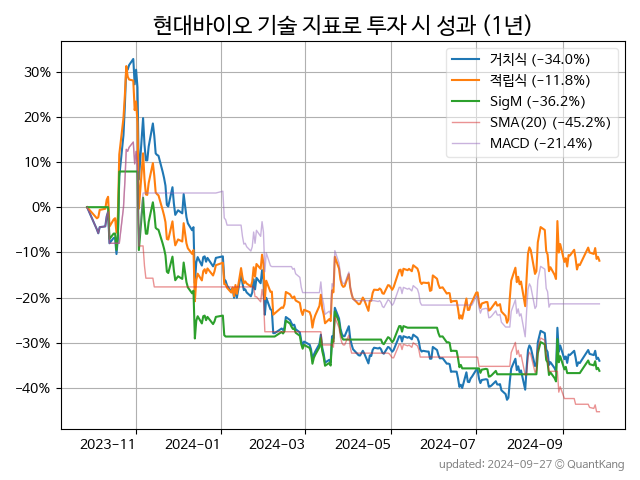 현대바이오 기술 지표로 투자 시 성과 (1년)
거치식 (−34.0%)
적립식 (−11.8%)
SigM (−36.2%)
SMA(20) (−45.2%)
MACD (−21.4%)
30%
20%
10%
0%
−10%
−20%
−30%
−40%
2023-11 2024-01 2024-03 2024-05 2024-07 2024-09
updated: 2024-09-27 © QuantKang